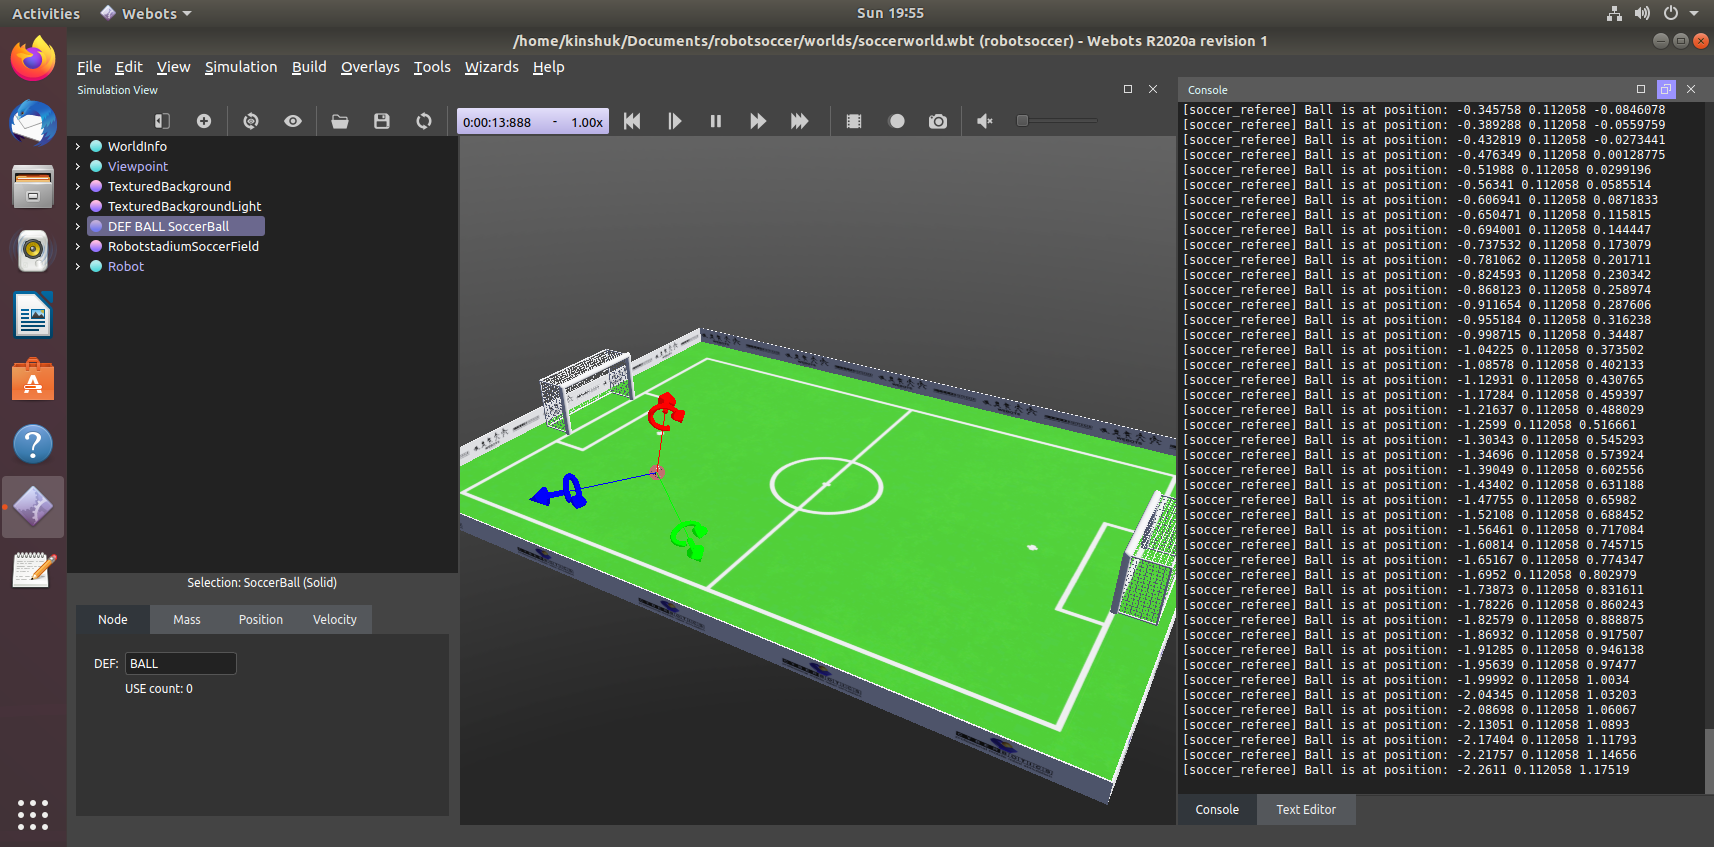 Activities
Webots
Sun 19:55
/home/kinshuk/Documents/robotsoccer/worlds/soccerworld.wbt (robotsoccer) - Webots R2020a revision 1
File Edit View Simulation Build Overlays Tools Wizards Help
Simulation View
0:00:13:888 - 1.00x
WorldInfo
Viewpoint
TexturedBackground
TexturedBackgroundLight
DEF BALL SoccerBall
RobotstadiumSoccerField
Robot
Selection: SoccerBall (Solid)
Node Mass Position Velocity
DEF: BALL
USE count: 0
Console
[soccer_referee] Ball is at position: -0.345758 0.112058 -0.0846078
[soccer_referee] Ball is at position: -0.389288 0.112058 -0.0559759
[soccer_referee] Ball is at position: -0.432819 0.112058 -0.0273441
[soccer_referee] Ball is at position: -0.476349 0.112058 0.00128775
[soccer_referee] Ball is at position: -0.51988 0.112058 0.0299196
[soccer_referee] Ball is at position: -0.56341 0.112058 0.0585514
[soccer_referee] Ball is at position: -0.606941 0.112058 0.0871833
[soccer_referee] Ball is at position: -0.650471 0.112058 0.115815
[soccer_referee] Ball is at position: -0.694001 0.112058 0.144447
[soccer_referee] Ball is at position: -0.737532 0.112058 0.173079
[soccer_referee] Ball is at position: -0.781062 0.112058 0.201711
[soccer_referee] Ball is at position: -0.824593 0.112058 0.230342
[soccer_referee] Ball is at position: -0.868123 0.112058 0.258974
[soccer_referee] Ball is at position: -0.911654 0.112058 0.287606
[soccer_referee] Ball is at position: -0.955184 0.112058 0.316238
[soccer_referee] Ball is at position: -0.998715 0.112058 0.34487
[soccer_referee] Ball is at position: -1.04225 0.112058 0.373502
[soccer_referee] Ball is at position: -1.08578 0.112058 0.402133
[soccer_referee] Ball is at position: -1.12931 0.112058 0.430765
[soccer_referee] Ball is at position: -1.17284 0.112058 0.459397
[soccer_referee] Ball is at position: -1.21637 0.112058 0.488029
[soccer_referee] Ball is at position: -1.2599 0.112058 0.516661
[soccer_referee] Ball is at position: -1.30343 0.112058 0.545293
[soccer_referee] Ball is at position: -1.34696 0.112058 0.573924
[soccer_referee] Ball is at position: -1.39049 0.112058 0.602556
[soccer_referee] Ball is at position: -1.43402 0.112058 0.631188
[soccer_referee] Ball is at position: -1.47755 0.112058 0.65982
[soccer_referee] Ball is at position: -1.52108 0.112058 0.688452
[soccer_referee] Ball is at position: -1.56461 0.112058 0.717084
[soccer_referee] Ball is at position: -1.60814 0.112058 0.745715
[soccer_referee] Ball is at position: -1.65167 0.112058 0.774347
[soccer_referee] Ball is at position: -1.6952 0.112058 0.802979
[soccer_referee] Ball is at position: -1.73873 0.112058 0.831611
[soccer_referee] Ball is at position: -1.78226 0.112058 0.860243
[soccer_referee] Ball is at position: -1.82579 0.112058 0.888875
[soccer_referee] Ball is at position: -1.86932 0.112058 0.917507
[soccer_referee] Ball is at position: -1.91285 0.112058 0.946138
[soccer_referee] Ball is at position: -1.95639 0.112058 0.97477
[soccer_referee] Ball is at position: -1.99992 0.112058 1.0034
[soccer_referee] Ball is at position: -2.04345 0.112058 1.03203
[soccer_referee] Ball is at position: -2.08698 0.112058 1.06067
[soccer_referee] Ball is at position: -2.13051 0.112058 1.0893
[soccer_referee] Ball is at position: -2.17404 0.112058 1.11793
[soccer_referee] Ball is at position: -2.21757 0.112058 1.14656
[soccer_referee] Ball is at position: -2.2611 0.112058 1.17519
Console Text Editor